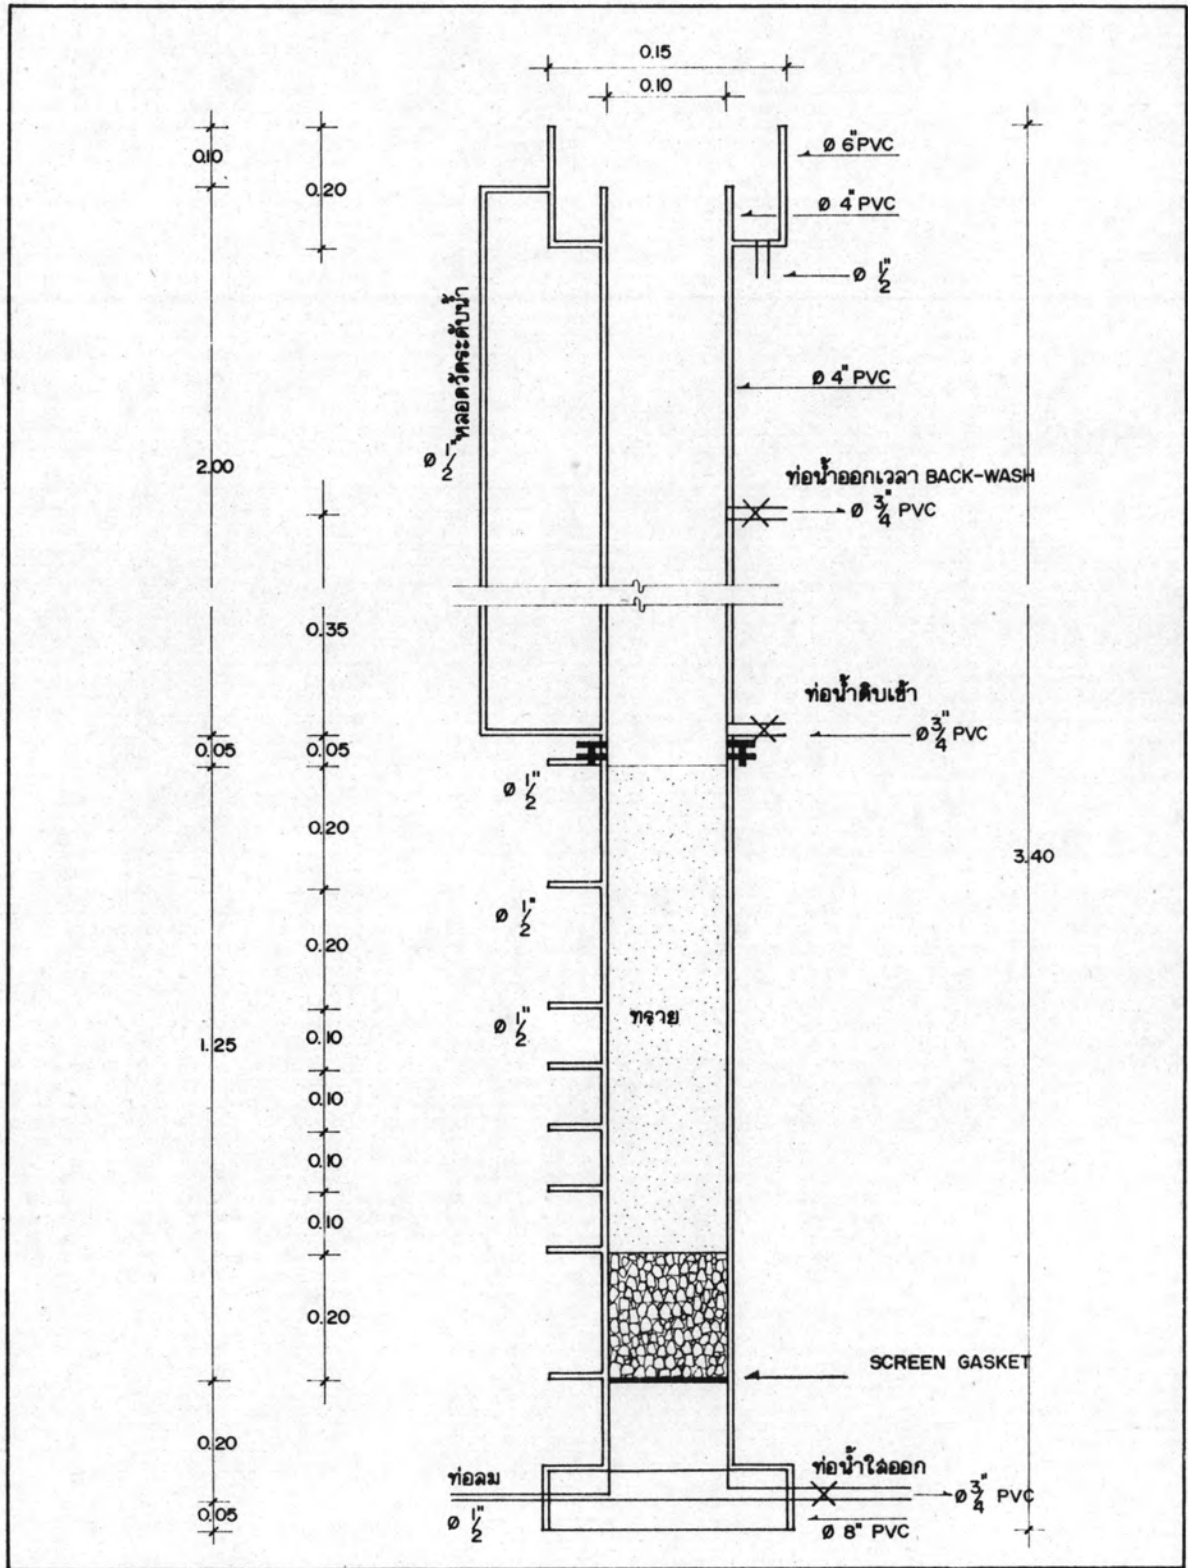 0.15
0.10
0.10
0.20
Ø 6" PVC
Ø 4" PVC
Ø 1/2"
Ø 1/2" หลอดวัดระดับน้ำ
Ø 4" PVC
2.00
ท่อน้ำออกเวลา BACK-WASH
Ø 3/4" PVC
0.35
ท่อน้ำดิบเข้า
Ø 3/4" PVC
0.05
0.05
Ø 1/2"
0.20
3.40
Ø 1/2"
0.20
Ø 1/2"
ทราย
1.25
0.10
0.10
0.10
0.10
0.20
SCREEN GASKET
0.20
ท่อลม
ท่อน้ำใสออก
Ø 3/4" PVC
0.05
Ø 1/2"
Ø 8" PVC